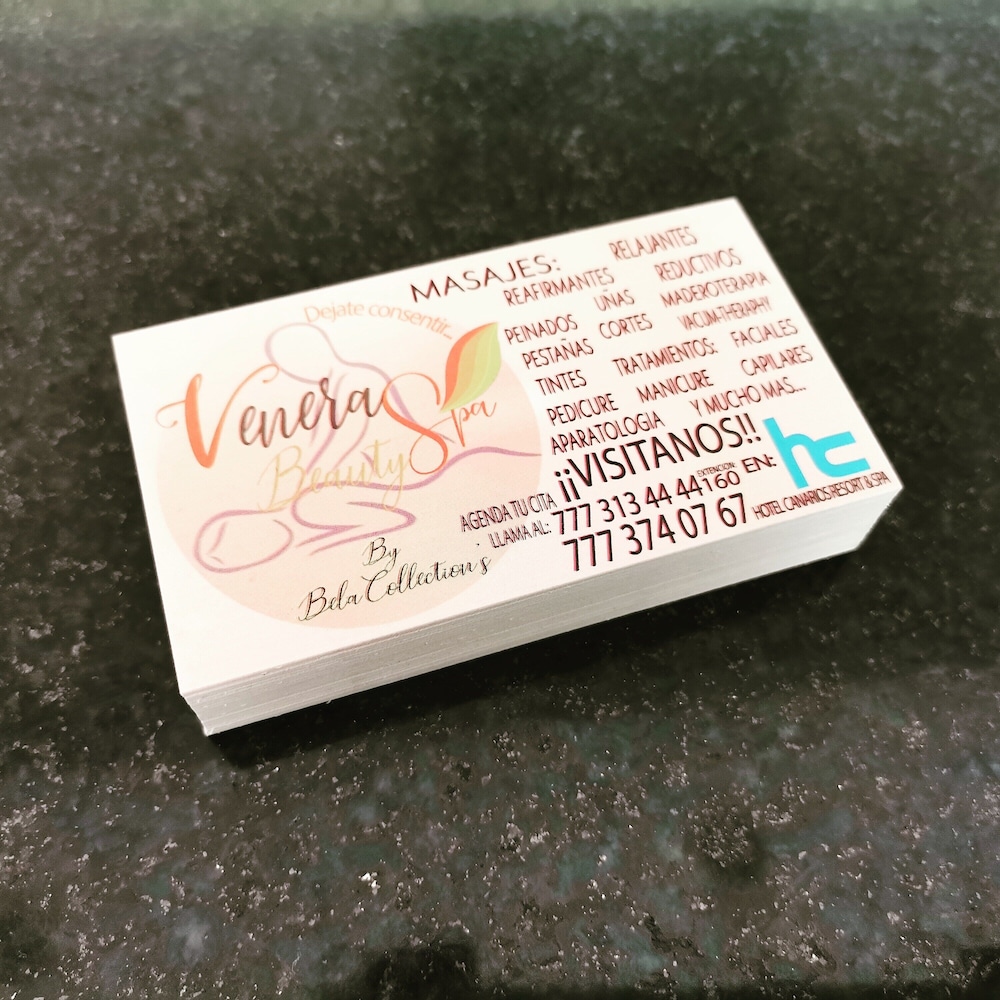 Dejate consentir...
Venera Spa
Beauty
By
Bela Collection's
MASAJES: RELAJANTES
REAFIRMANTES REDUCTIVOS
UÑAS MADEROTERAPIA
PEINADOS CORTES VACUM-THERAPHY
PESTAÑAS TRATAMIENTOS: FACIALES
TINTES CAPILARES
PEDICURE MANICURE Y MUCHO MAS...
APARATOLOGIA
¡¡VISITANOS!!
AGENDA TU CITA
LLAMA AL:
777 313 44 44 EXTENCION: 160
777 374 07 67
EN: hc
HOTEL CANARIOS RESORT & SPA